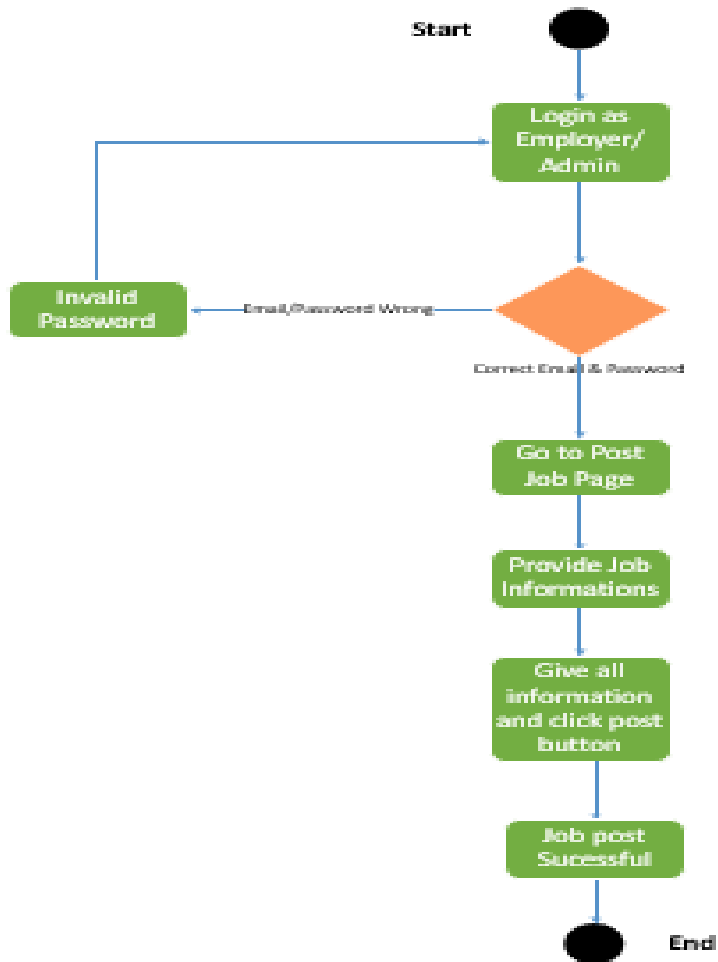 Start
Login as
Employer/
Admin
Invalid
Password
Email/Password Wrong
Correct Email & Password
Go to Post
Job Page
Provide Job
Informations
Give all
information
and click post
button
Job post
Sucessful
End